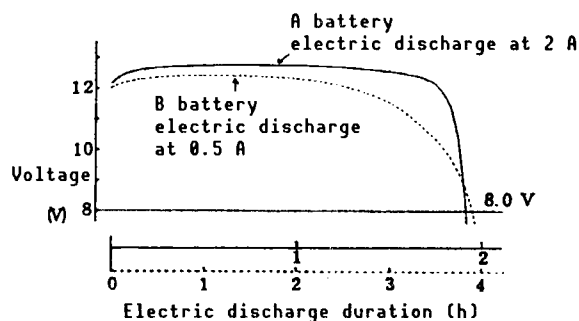 A battery
electric discharge at 2 A
12
B battery
electric discharge
at 0.5 A
10
Voltage
(V)
8
8.0 V
1
2
0
1
2
3
4
Electric discharge duration (h)